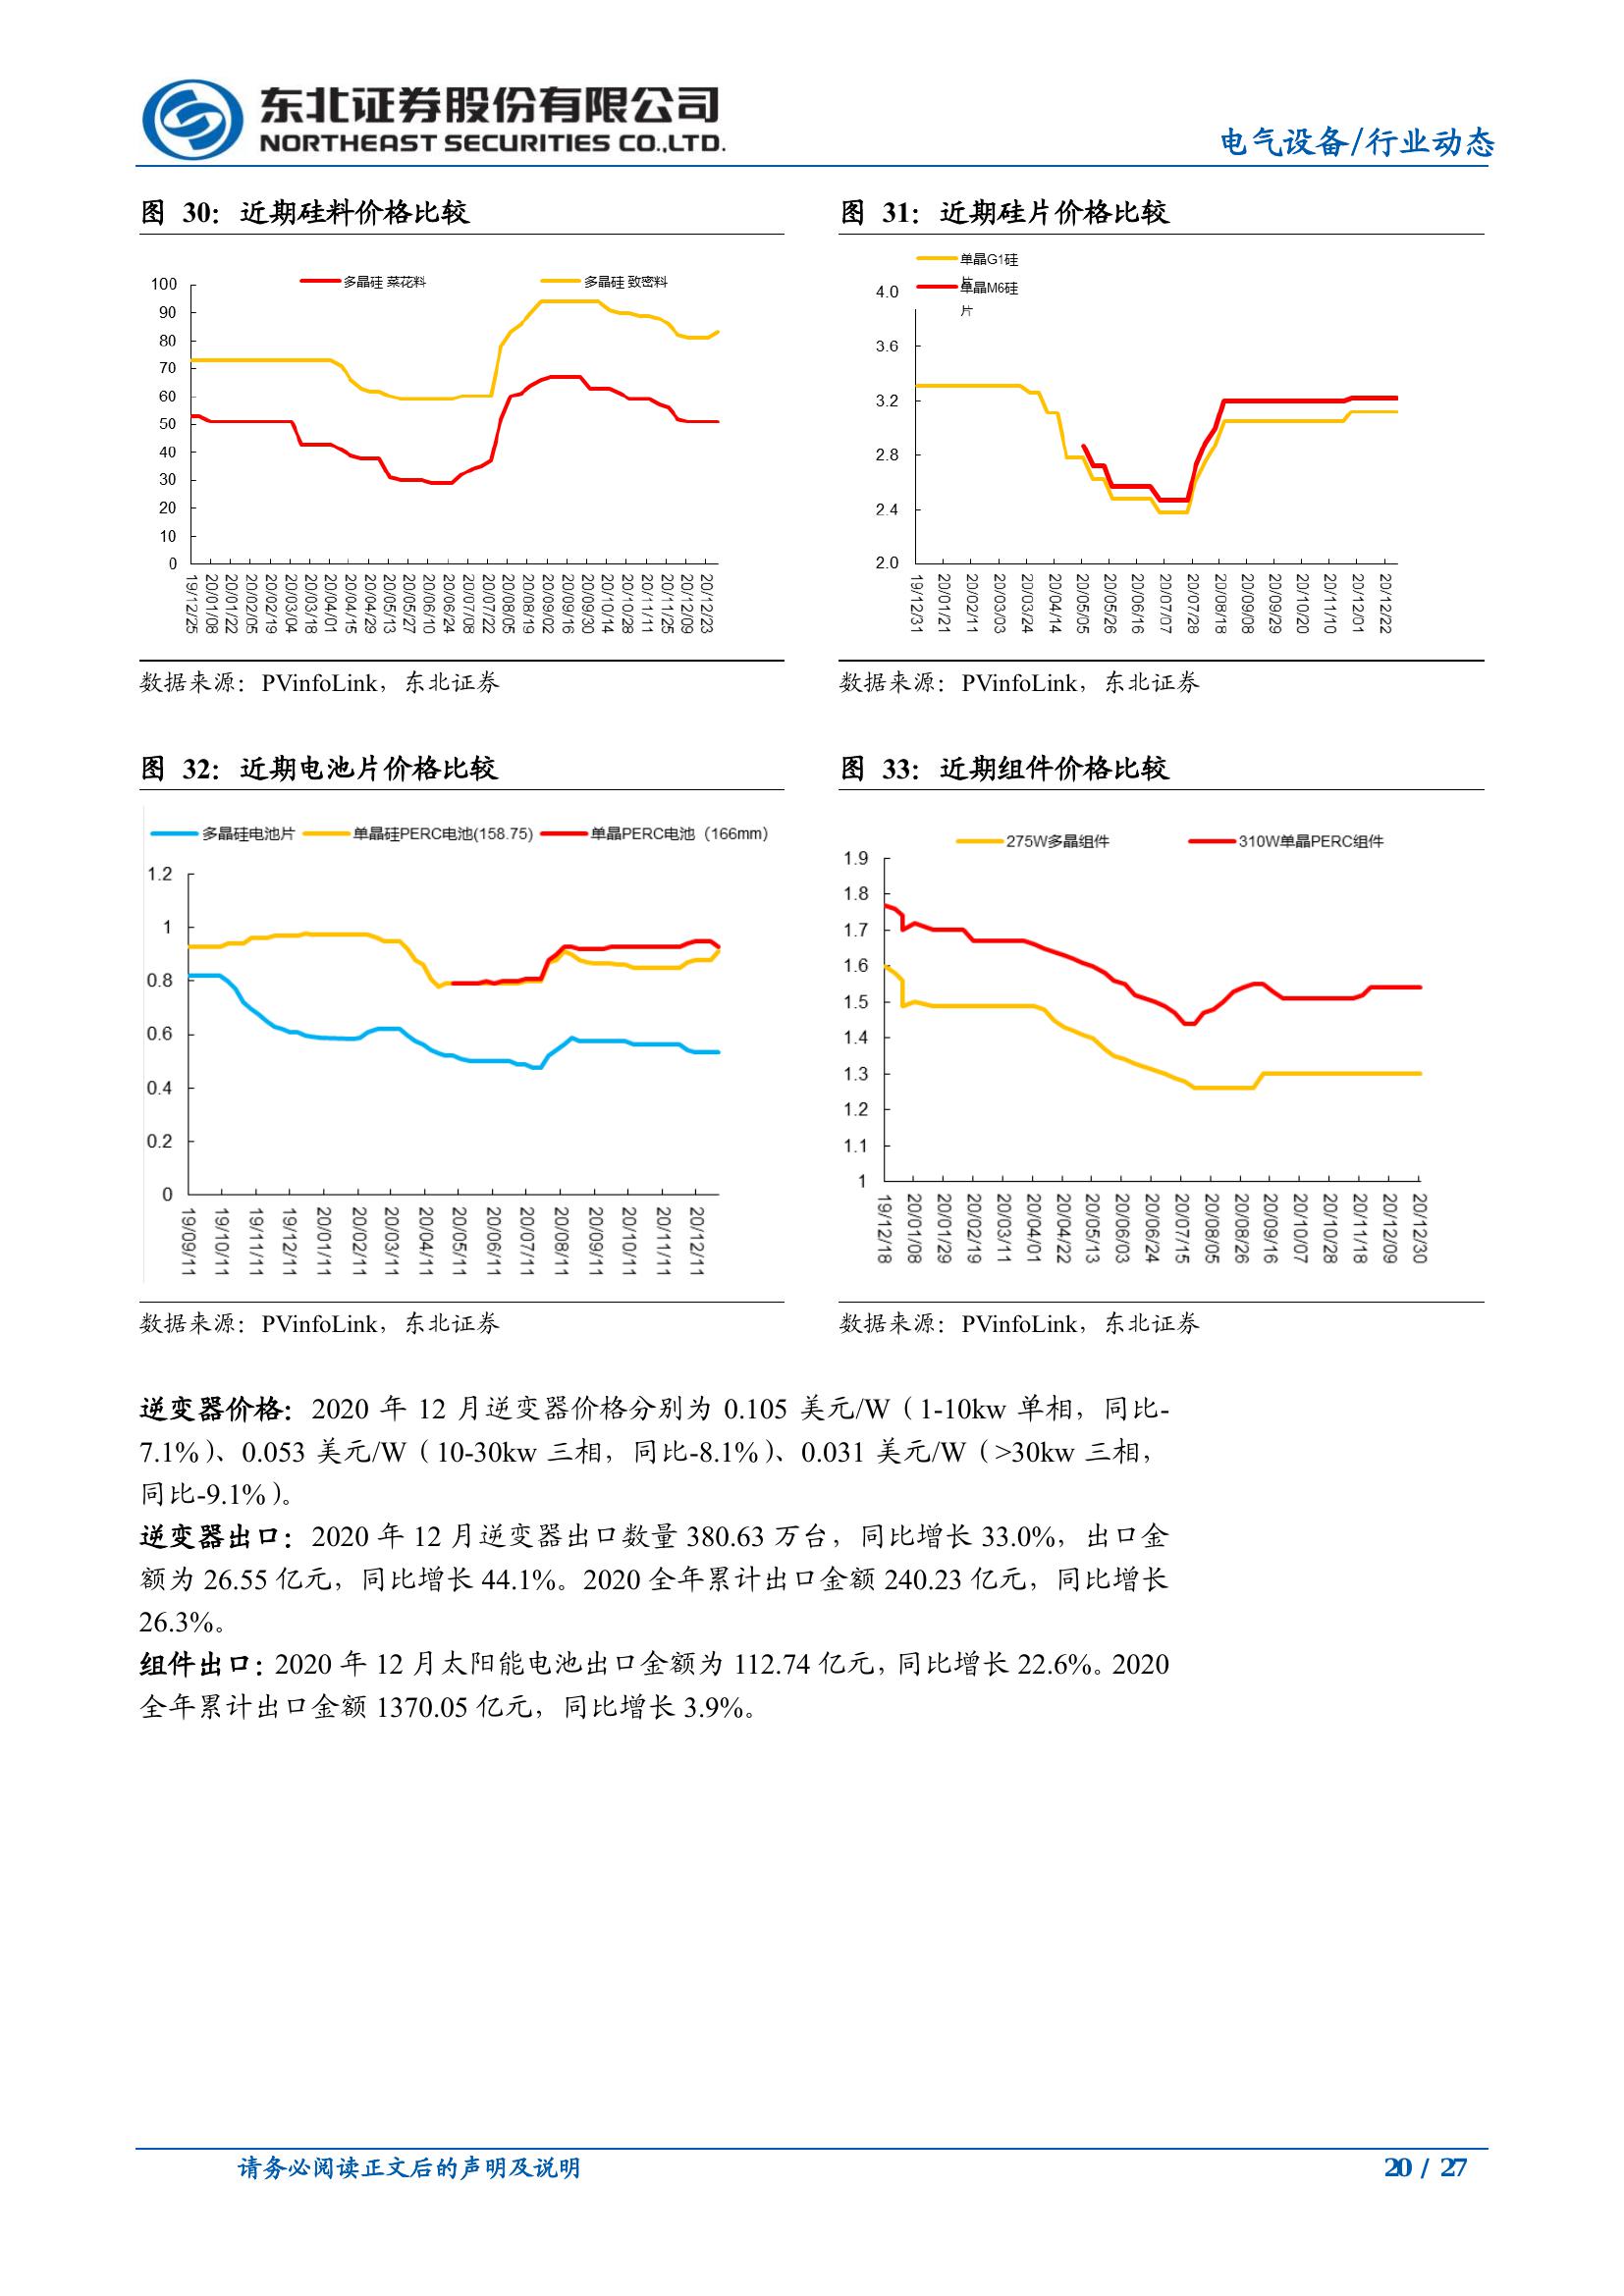 东北证券股份有限公司
NORTHEAST SECURITIES CO.,LTD.
电气设备/行业动态
图 30：近期硅料价格比较
多晶硅 菜花料 多晶硅 致密料
100
90
80
70
60
50
40
30
20
10
0
19/12/25 20/01/08 20/01/22 20/02/05 20/02/19 20/03/04 20/03/18 20/04/01 20/04/15 20/04/29 20/05/13 20/05/27 20/06/10 20/06/24 20/07/08 20/07/22 20/08/05 20/08/19 20/09/02 20/09/16 20/09/30 20/10/14 20/10/28 20/11/11 20/11/25 20/12/09 20/12/23
数据来源：PVinfoLink，东北证券
图 31：近期硅片价格比较
单晶G1硅
片
单晶M6硅
片
4.0
3.6
3.2
2.8
2.4
2.0
19/12/31 20/01/21 20/02/11 20/03/03 20/03/24 20/04/14 20/05/05 20/05/26 20/06/16 20/07/07 20/07/28 20/08/18 20/09/08 20/09/29 20/10/20 20/11/10 20/12/01 20/12/22
数据来源：PVinfoLink，东北证券
图 32：近期电池片价格比较
多晶硅电池片 单晶硅PERC电池(158.75) 单晶PERC电池（166mm）
1.2
1
0.8
0.6
0.4
0.2
0
19/09/11 19/10/11 19/11/11 19/12/11 20/01/11 20/02/11 20/03/11 20/04/11 20/05/11 20/06/11 20/07/11 20/08/11 20/09/11 20/10/11 20/11/11 20/12/11
数据来源：PVinfoLink，东北证券
图 33：近期组件价格比较
275W多晶组件 310W单晶PERC组件
1.9
1.8
1.7
1.6
1.5
1.4
1.3
1.2
1.1
1
19/12/18 20/01/08 20/01/29 20/02/19 20/03/11 20/04/01 20/04/22 20/05/13 20/06/03 20/06/24 20/07/15 20/08/05 20/08/26 20/09/16 20/10/07 20/10/28 20/11/18 20/12/09 20/12/30
数据来源：PVinfoLink，东北证券
逆变器价格：2020 年 12 月逆变器价格分别为 0.105 美元/W（1-10kw 单相，同比-
7.1%）、0.053 美元/W（10-30kw 三相，同比-8.1%）、0.031 美元/W（>30kw 三相，
同比-9.1%）。
逆变器出口：2020 年 12 月逆变器出口数量 380.63 万台，同比增长 33.0%，出口金
额为 26.55 亿元，同比增长 44.1%。2020 全年累计出口金额 240.23 亿元，同比增长
26.3%。
组件出口：2020 年 12 月太阳能电池出口金额为 112.74 亿元，同比增长 22.6%。2020
全年累计出口金额 1370.05 亿元，同比增长 3.9%。
请务必阅读正文后的声明及说明
20 / 27